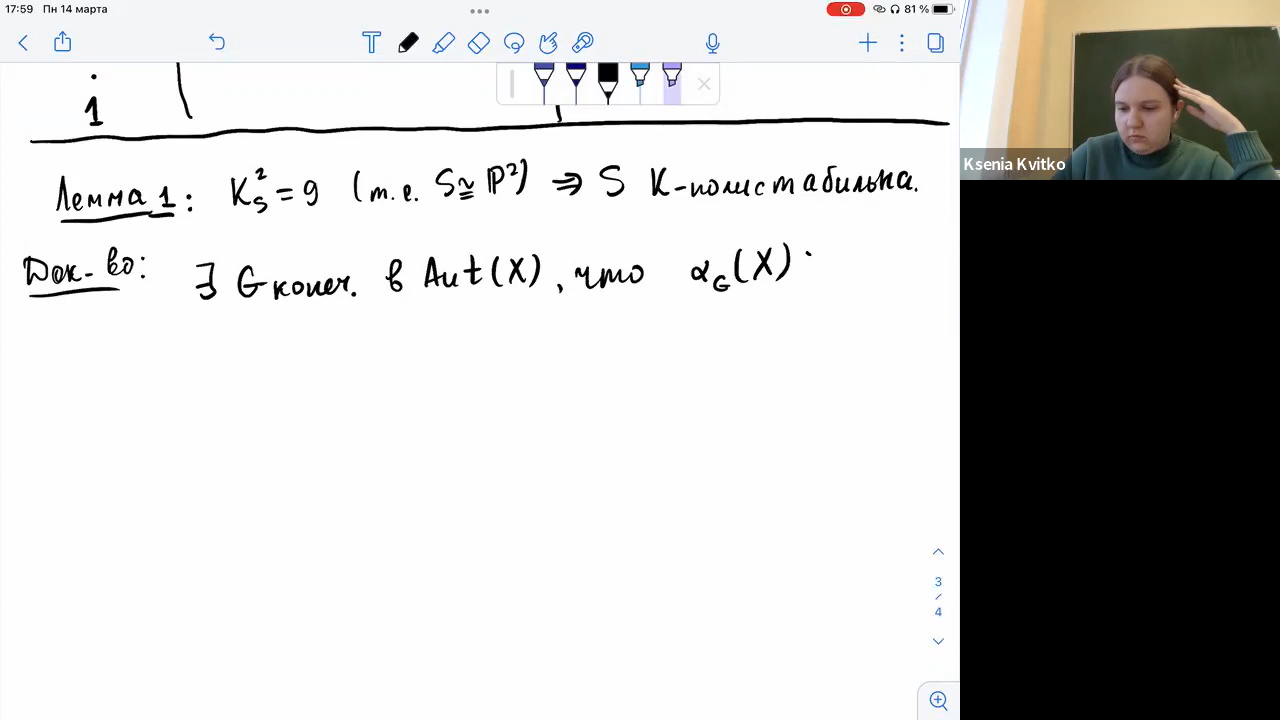 17:59 Пн 14 марта
81 %
1
Лемма 1: K_S^2 = 9 (т.е. S ≅ ℙ^2) ⇒ S K-полистабильна.
Док-во: ∃ G конеч. в Aut(X), что α_G(X)
Ksenia Kvitko
3
4